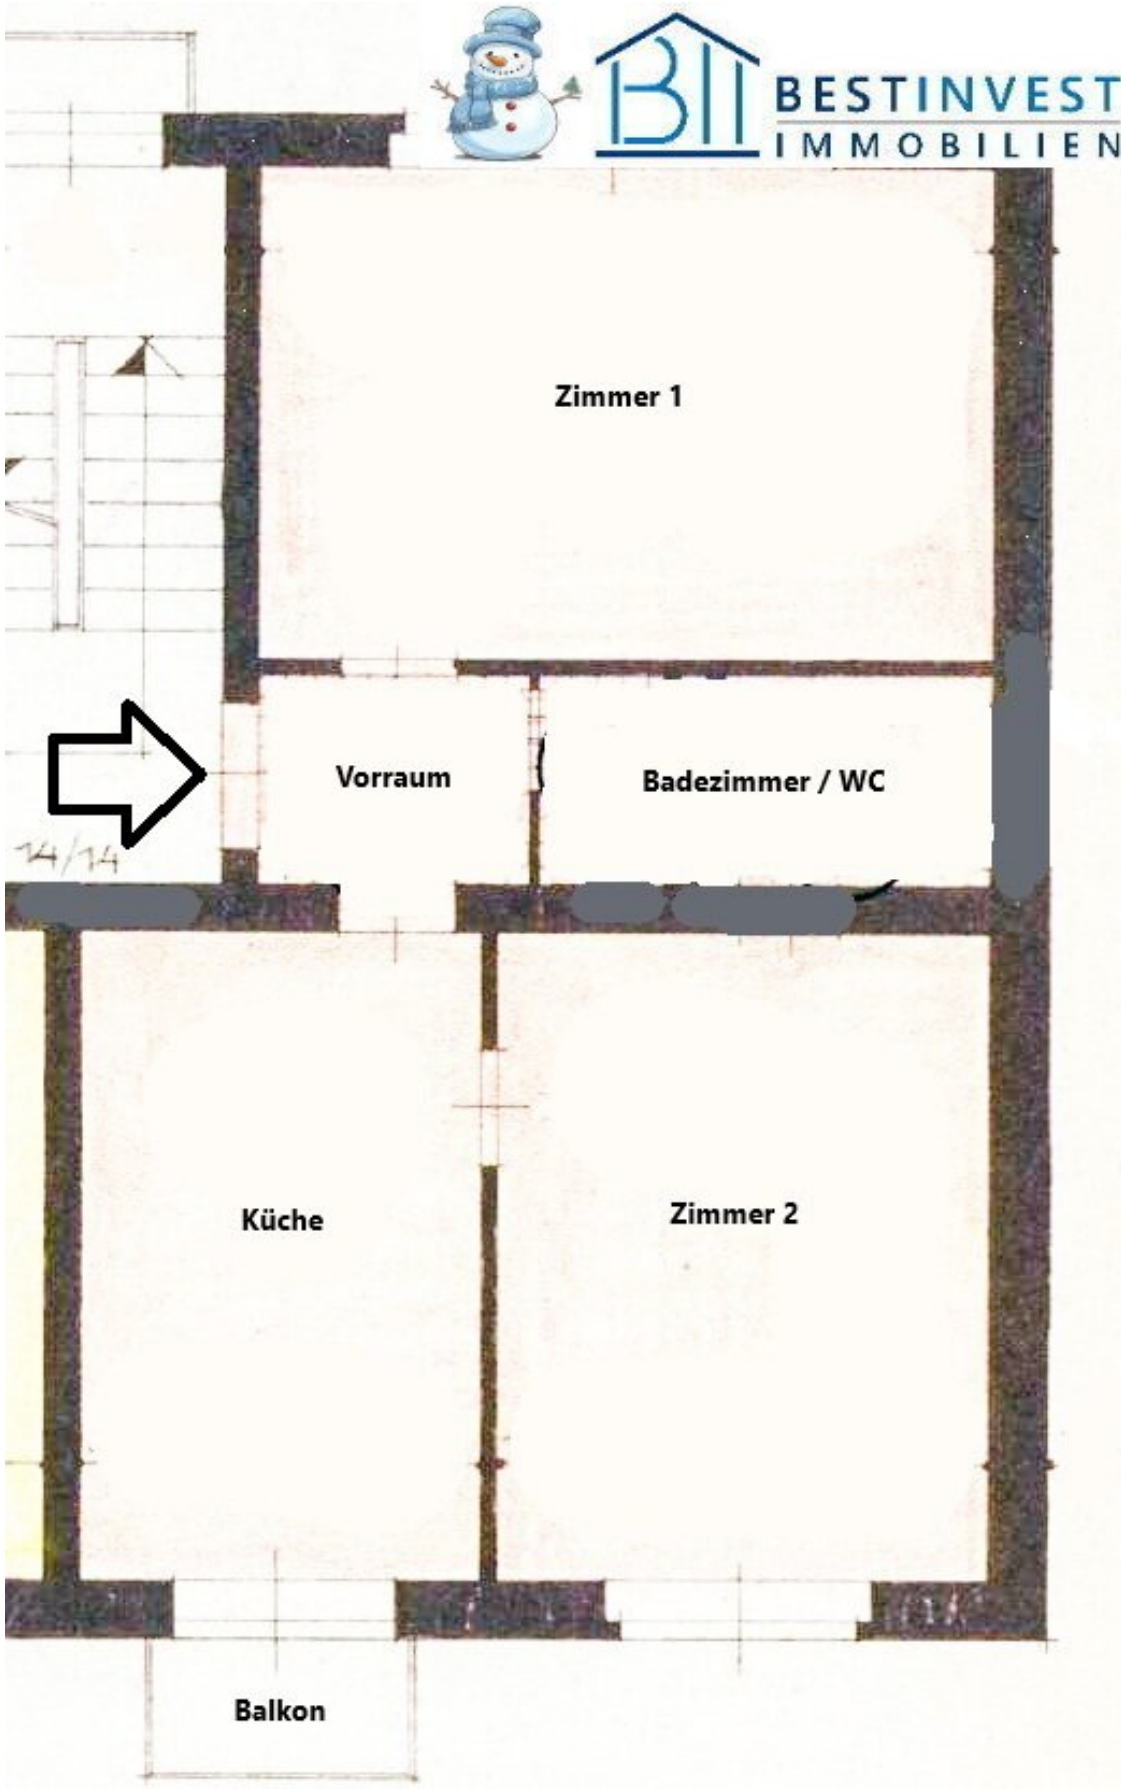 BESTINVEST
IMMOBILIEN
Zimmer 1
Vorraum
Badezimmer / WC
14/14
Küche
Zimmer 2
Balkon